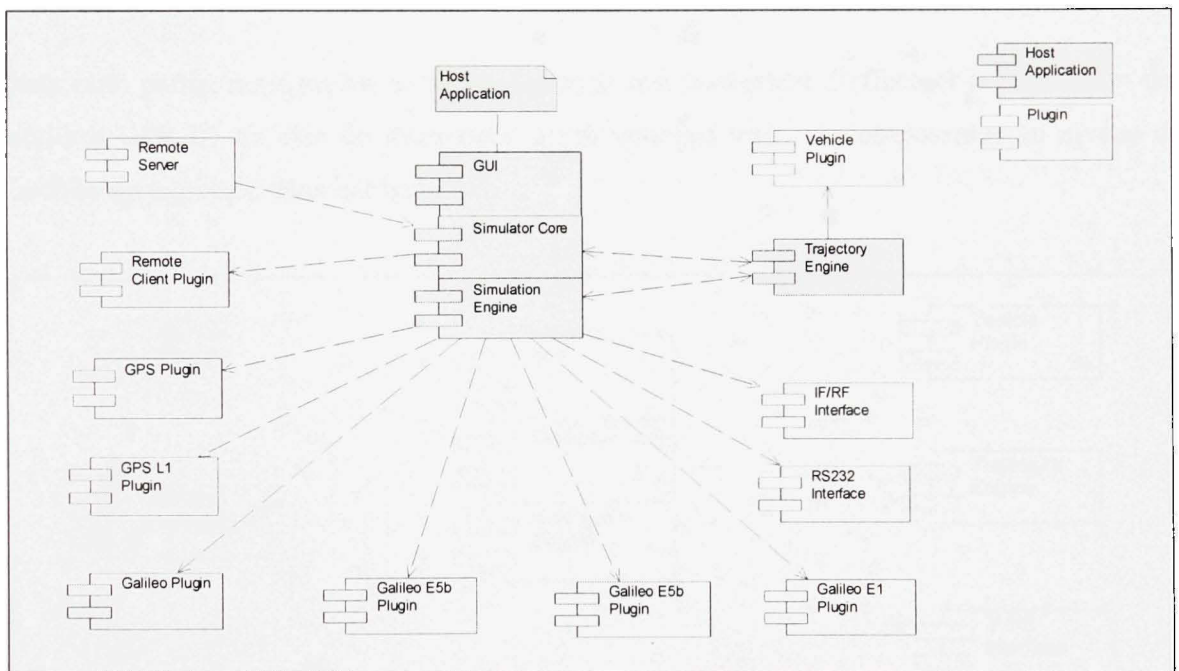 Host
Application
Host
Application
Plugin
Remote
Server
GUI
Vehicle
Plugin
Simulator Core
Remote
Client Plugin
Trajectory
Engine
Simulation
Engine
GPS Plugin
IF/RF
Interface
GPS L1
Plugin
RS232
Interface
Galileo Plugin
Galileo E5b
Plugin
Galileo E5b
Plugin
Galileo E1
Plugin